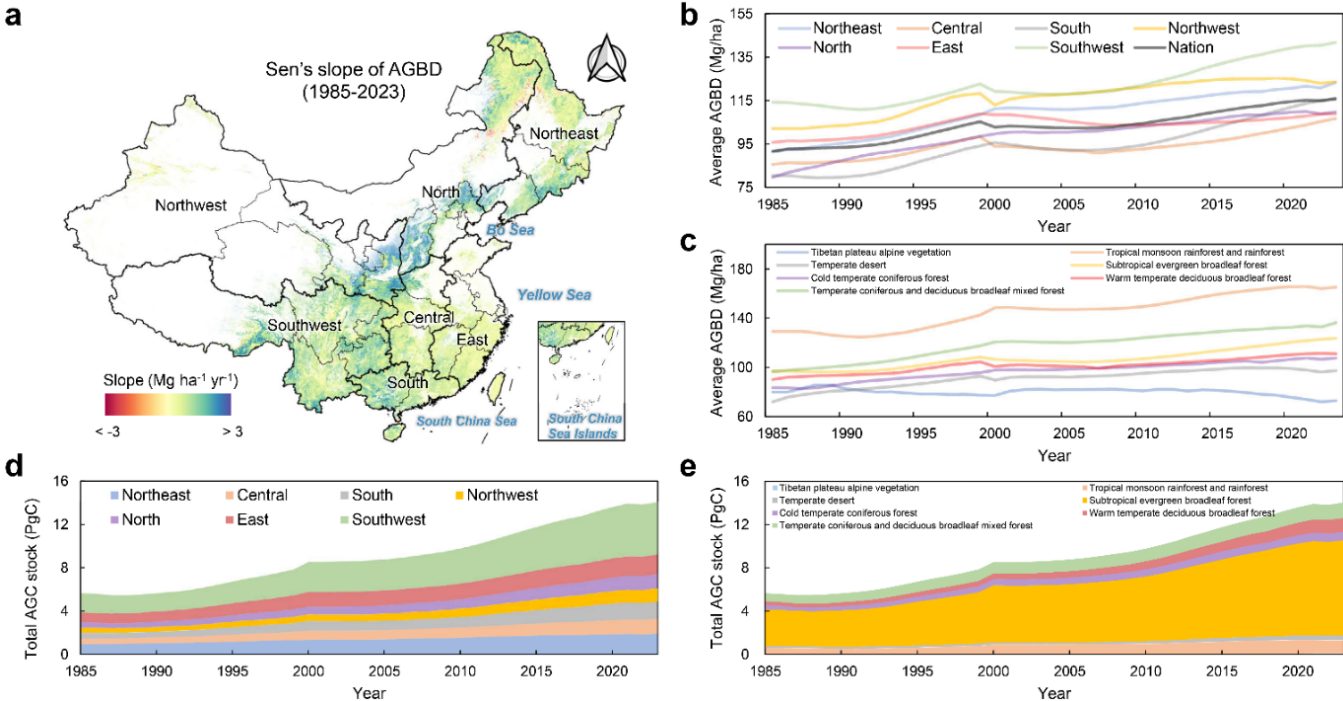 a
Sen's slope of AGBD
(1985-2023)
Northeast
North
Northwest
Bo Sea
Yellow Sea
Southwest
Central
East
South
South China Sea
South China
Sea Islands
Slope (Mg ha⁻¹ yr⁻¹)
< -3 > 3
b
Average AGBD (Mg/ha)
155
135
115
95
75
Northeast Central South Northwest
North East Southwest Nation
1985 1990 1995 2000 2005 2010 2015 2020
Year
c
Average AGBD (Mg/ha)
180
140
100
60
Tibetan plateau alpine vegetation Tropical monsoon rainforest and rainforest
Temperate desert Subtropical evergreen broadleaf forest
Cold temperate coniferous forest Warm temperate deciduous broadleaf forest
Temperate coniferous and deciduous broadleaf mixed forest
1985 1990 1995 2000 2005 2010 2015 2020
Year
d
Total AGC stock (PgC)
16
12
8
4
0
Northeast Central South Northwest
North East Southwest
1985 1990 1995 2000 2005 2010 2015 2020
Year
e
Total AGC stock (PgC)
16
12
8
4
0
Tibetan plateau alpine vegetation Tropical monsoon rainforest and rainforest
Temperate desert Subtropical evergreen broadleaf forest
Cold temperate coniferous forest Warm temperate deciduous broadleaf forest
Temperate coniferous and deciduous broadleaf mixed forest
1985 1990 1995 2000 2005 2010 2015 2020
Year